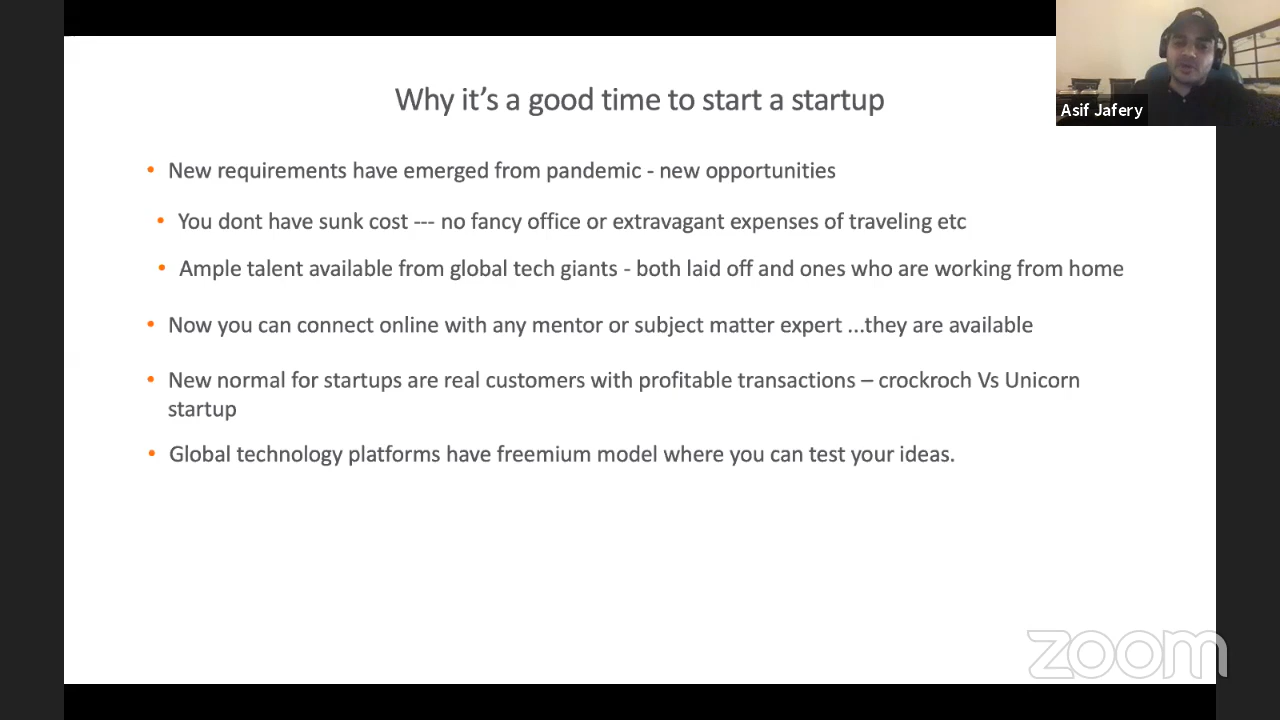 Why it’s a good time to start a startup
Asif Jafery
• New requirements have emerged from pandemic - new opportunities
• You dont have sunk cost --- no fancy office or extravagant expenses of traveling etc
• Ample talent available from global tech giants - both laid off and ones who are working from home
• Now you can connect online with any mentor or subject matter expert ...they are available
• New normal for startups are real customers with profitable transactions – crockroch Vs Unicorn
startup
• Global technology platforms have freemium model where you can test your ideas.
zoom